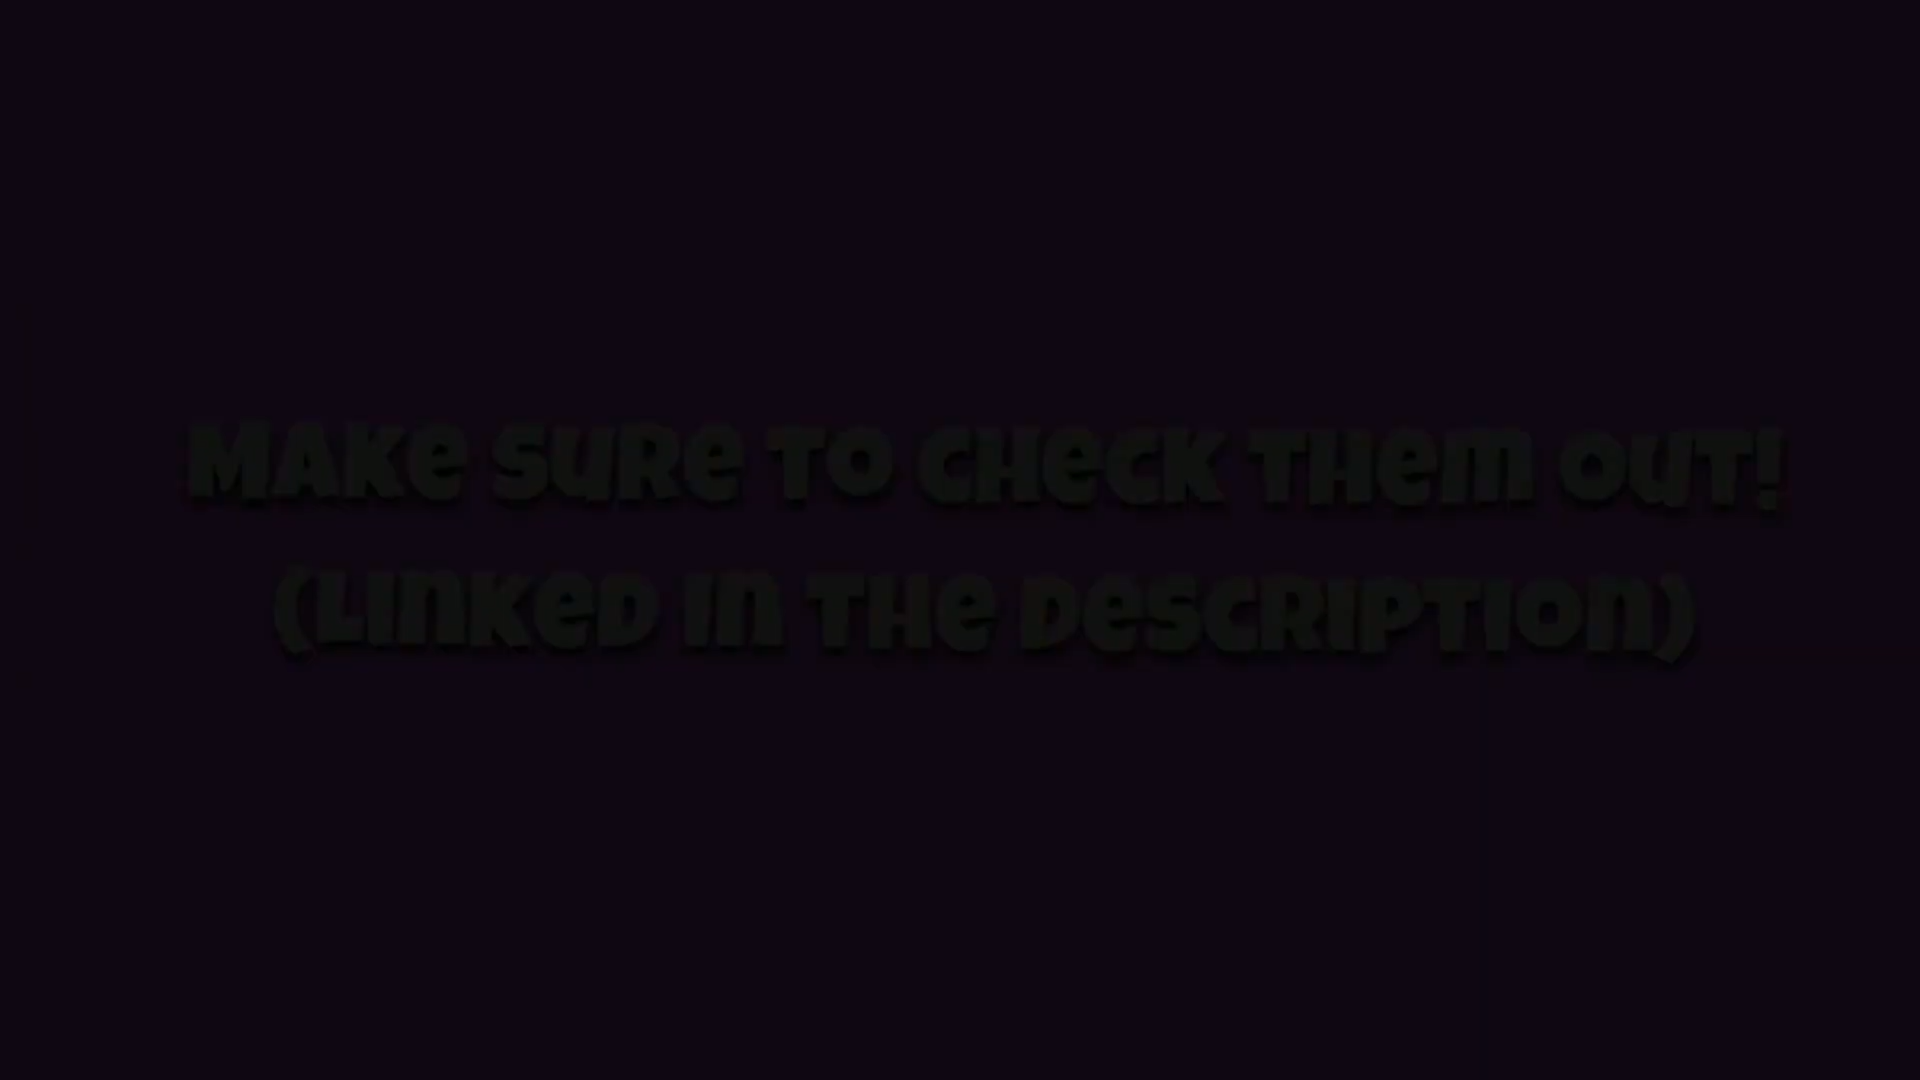 Make sure to check them out!
(Linked in the description)